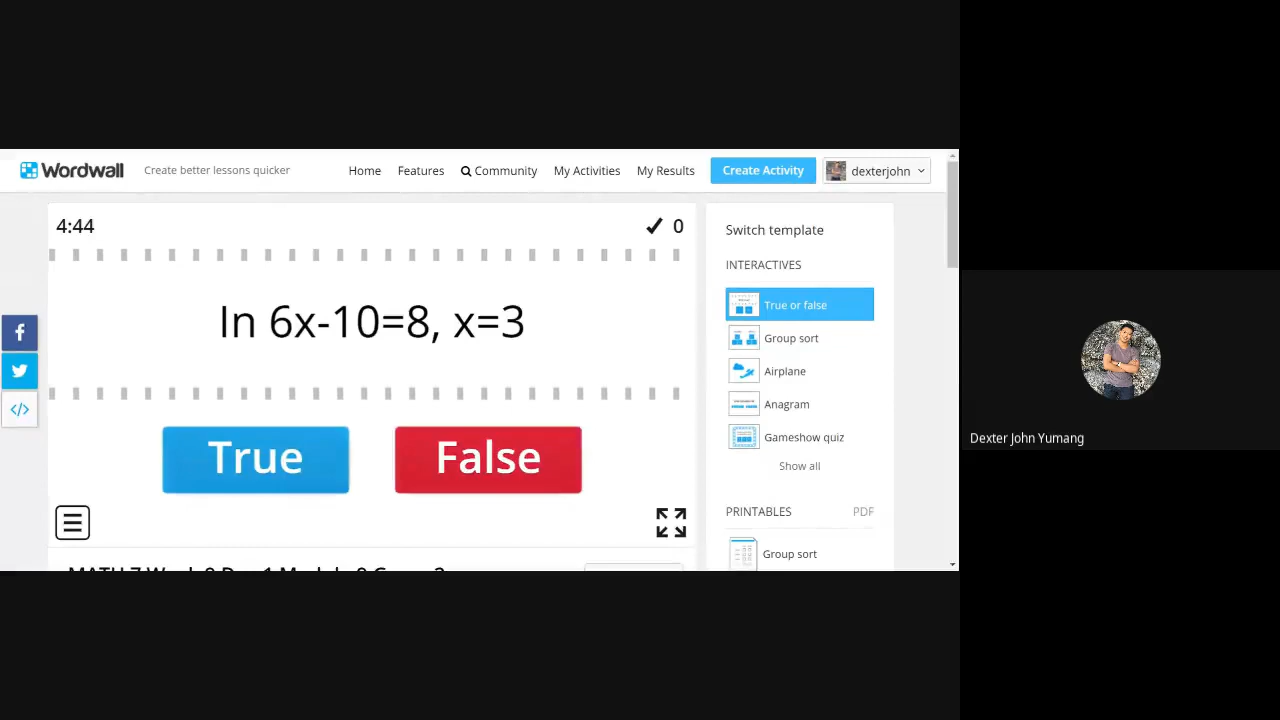 Wordwall
Create better lessons quicker
Home
Features
Community
My Activities
My Results
Create Activity
dexterjohn
4:44
0
In 6x-10=8, x=3
True
False
Switch template
INTERACTIVES
True or false
Group sort
Airplane
Anagram
Gameshow quiz
Show all
PRINTABLES
PDF
Group sort
Dexter John Yumang